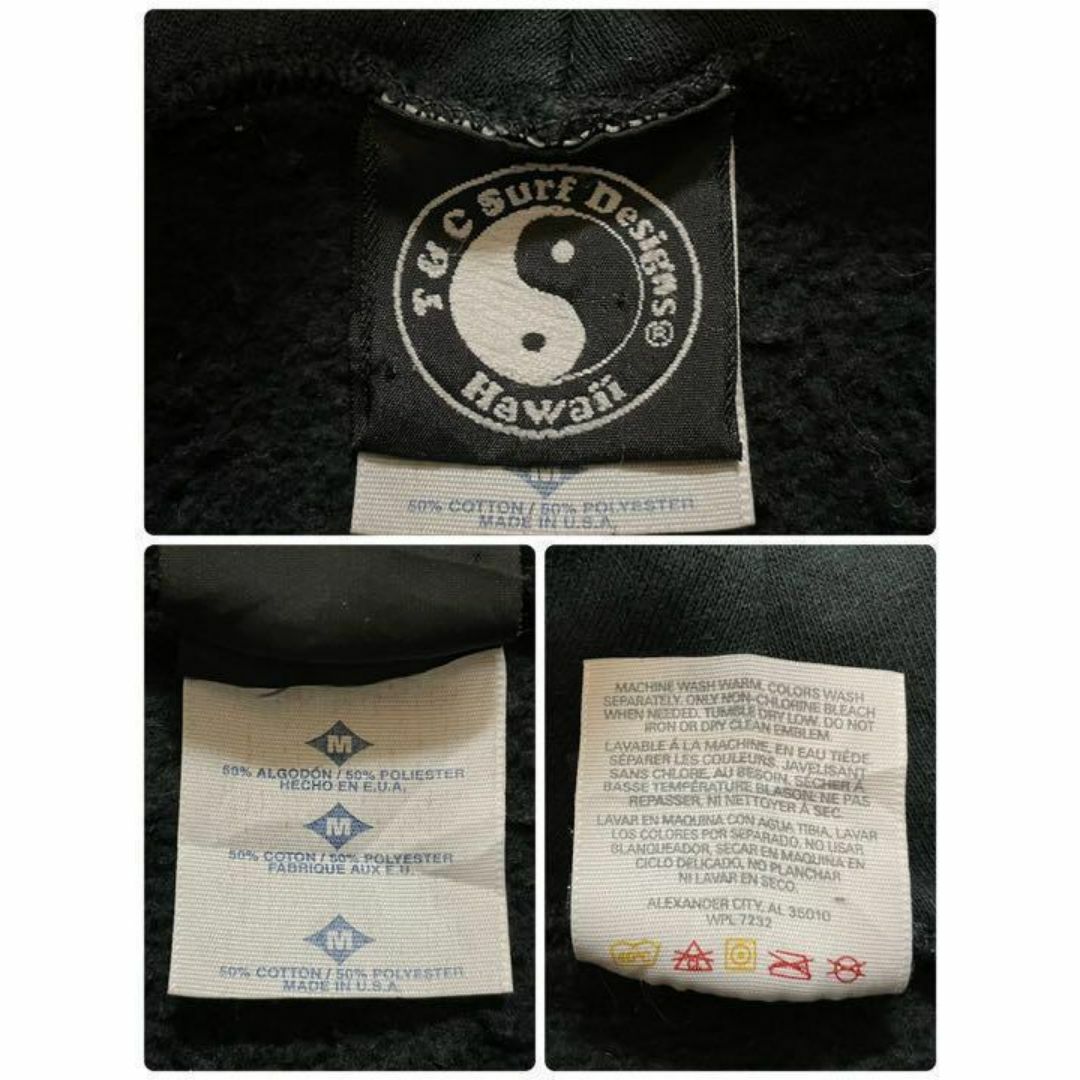 T & C Surf Designs®
Hawaii
50% COTTON / 50% POLYESTER
MADE IN U.S.A.
M
50% ALGODÓN / 50% POLIESTER
HECHO EN E.U.A.
M
50% COTON / 50% POLYESTER
FABRIQUE AUX E.U.
M
50% COTTON / 50% POLYESTER
MADE IN U.S.A.
MACHINE WASH WARM, COLORS WASH
SEPARATELY. ONLY NON-CHLORINE BLEACH
WHEN NEEDED. TUMBLE DRY LOW. DO NOT
IRON OR DRY CLEAN EMBLEM.
LAVABLE À LA MACHINE, EN EAU TIÈDE.
SÉPARER LES COULEURS. JAVELISANT
SANS CHLORE, AU BESOIN, SÉCHER À
BASSE TEMPÉRATURE BLASON. NE PAS
REPASSER, NI NETTOYER À SEC.
LAVAR EN MAQUINA CON AGUA TIBIA, LAVAR
LOS COLORES POR SEPARADO, NO USAR
BLANQUEADOR, SECAR EN MAQUINA EN
CICLO DELICADO, NO PLANCHAR
NI LAVAR EN SECO.
ALEXANDER CITY, AL 35010
WPL 7232
40°C